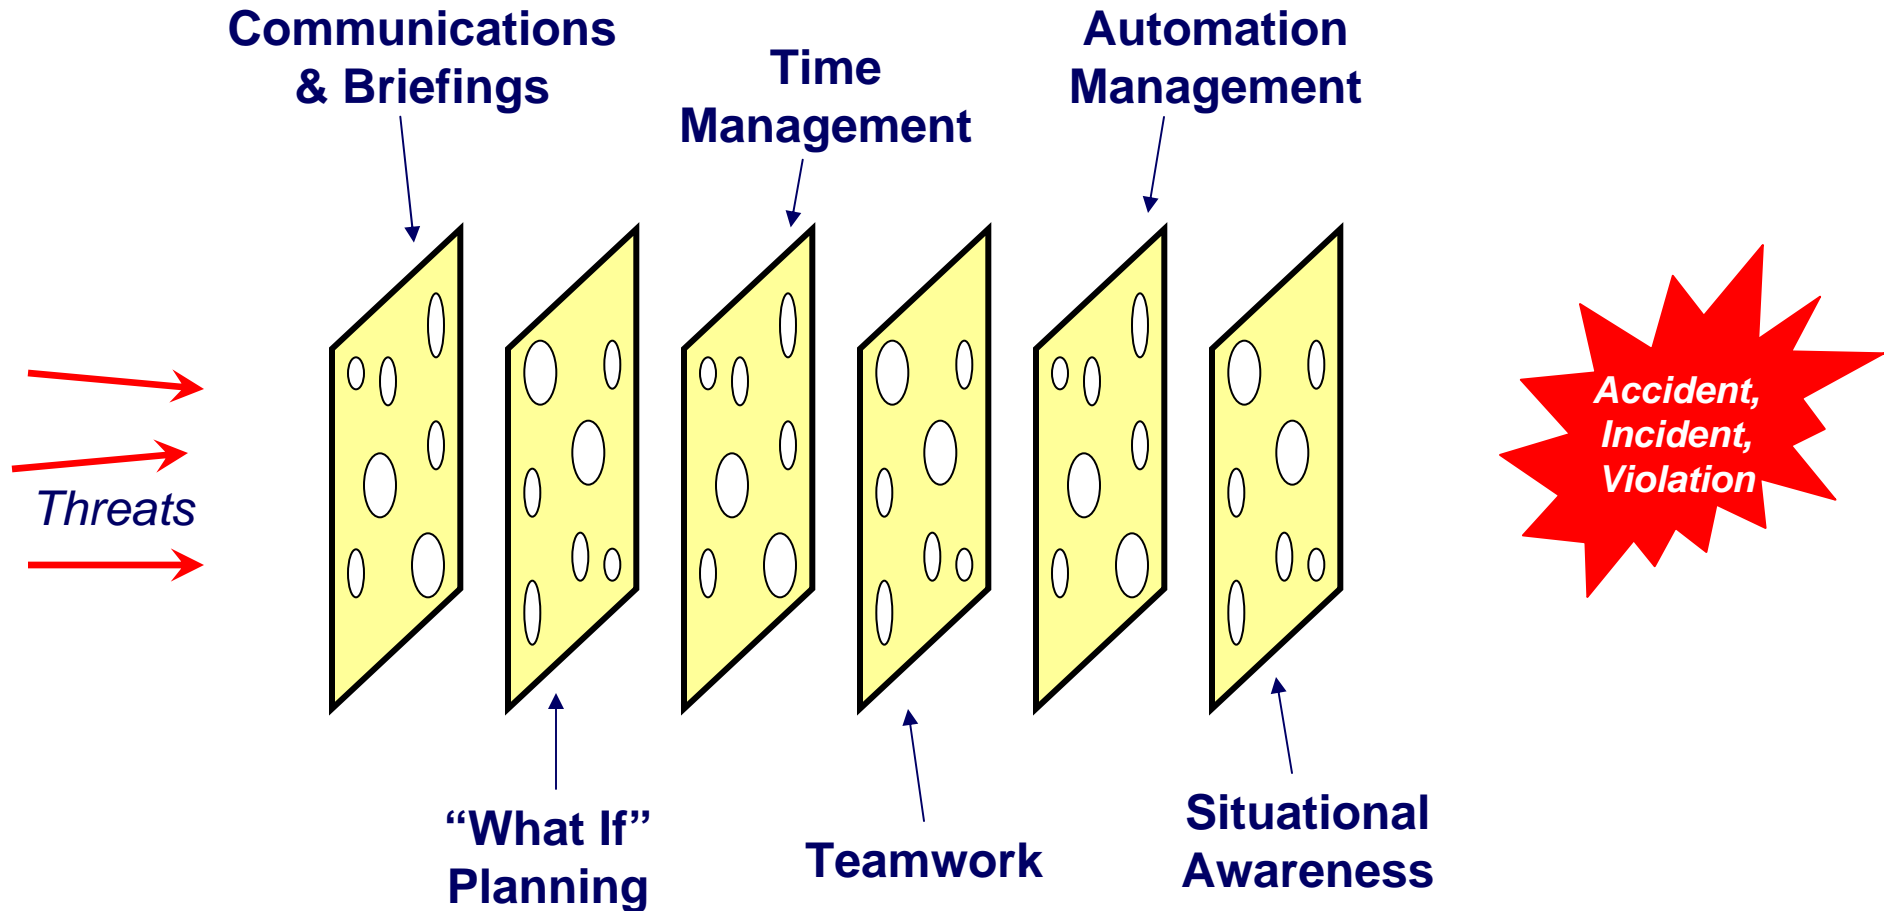 Communications
& Briefings
Time
Management
Automation
Management
Threats
Accident,
Incident,
Violation
“What If”
Planning
Teamwork
Situational
Awareness